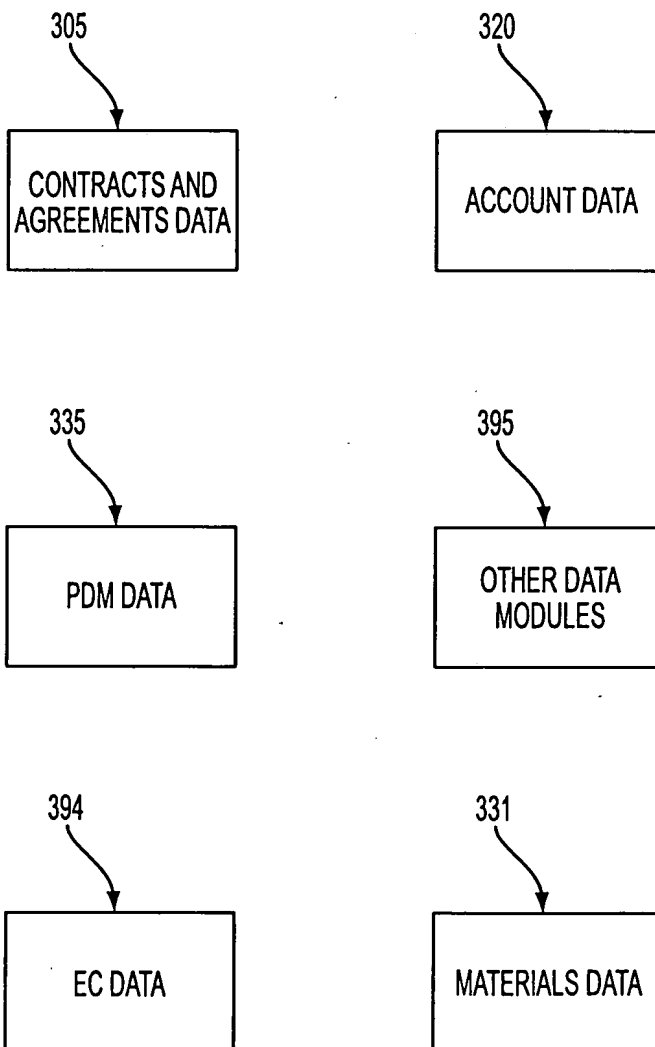 305
320
CONTRACTS AND
AGREEMENTS DATA
ACCOUNT DATA
335
395
PDM DATA
OTHER DATA
MODULES
394
331
EC DATA
MATERIALS DATA